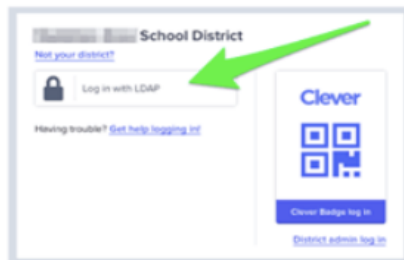 School District
Not your district?
Log in with LDAP
Having trouble? Get help logging in!
Clever
Clever Badge log in
District admin log in